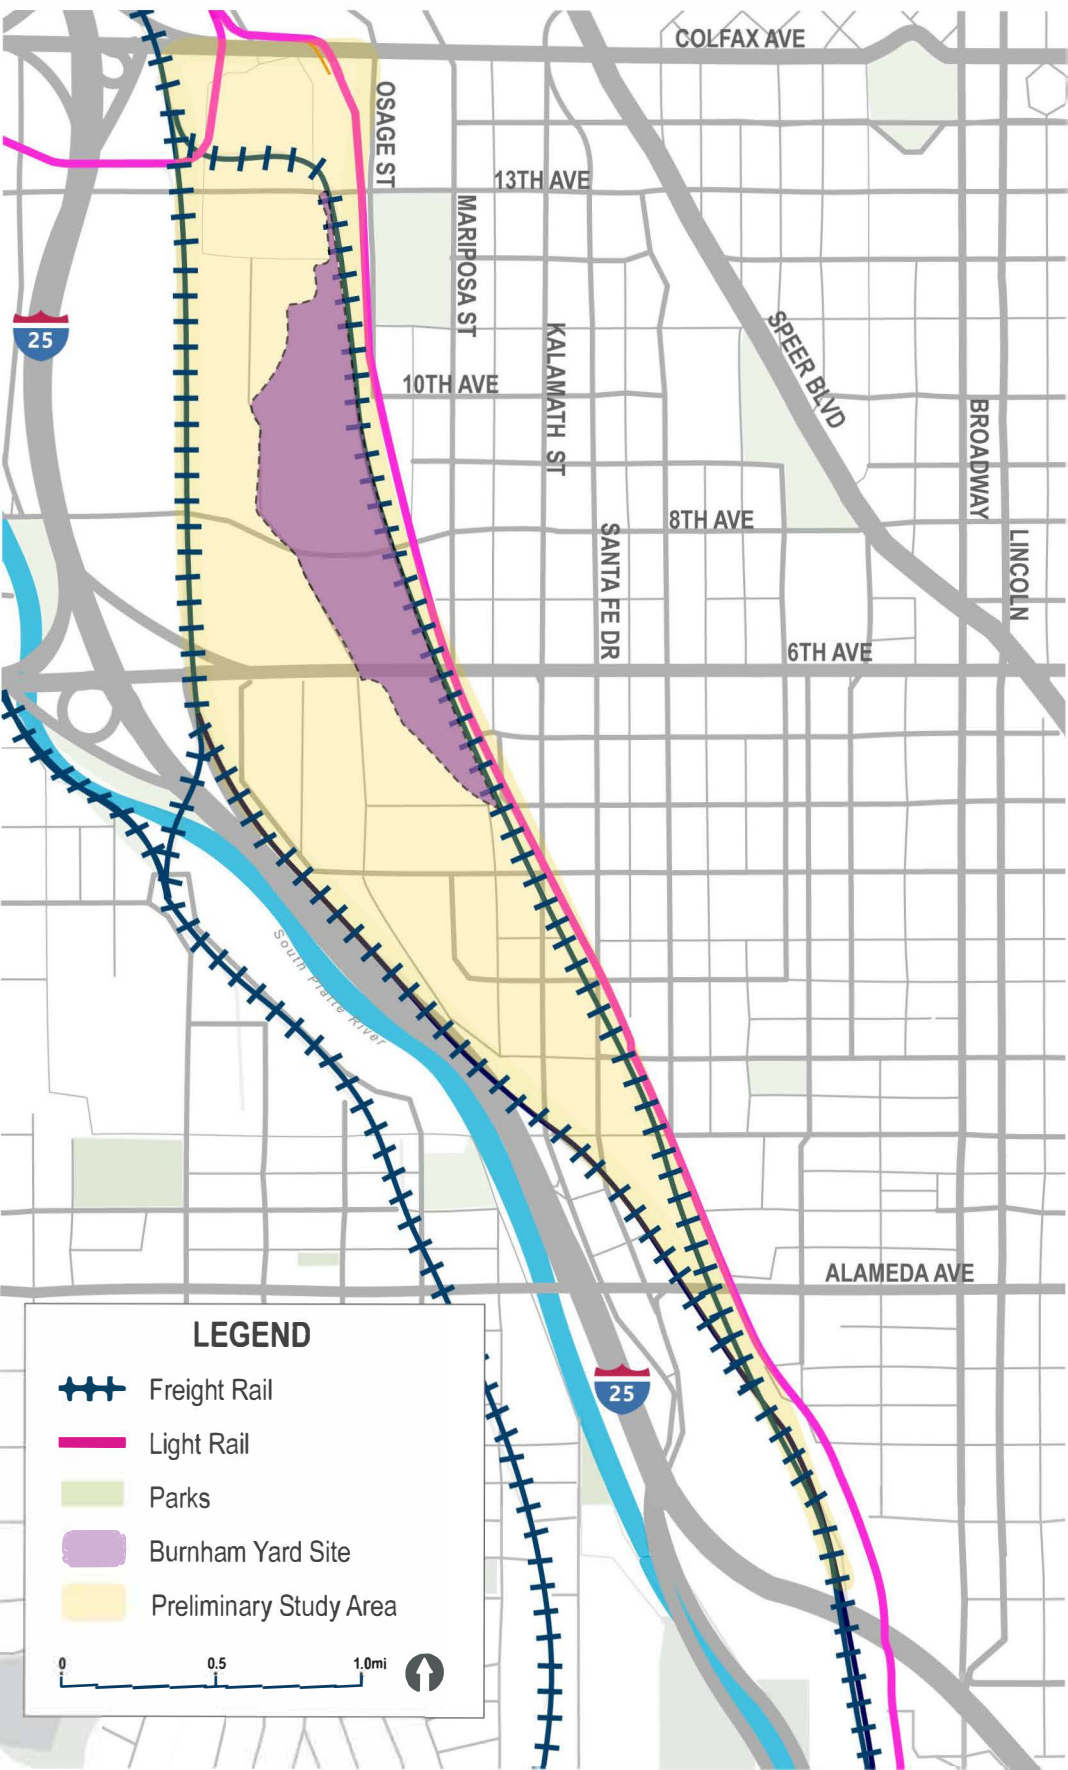 COLFAX AVE
OSAGE ST
13TH AVE
MARIPOSA ST
25
SPEER BLVD
KALAMATH ST
10TH AVE
BROADWAY
8TH AVE
SANTA FE DR
LINCOLN
6TH AVE
South Platte River
ALAMEDA AVE
25
LEGEND
Freight Rail
Light Rail
Parks
Burnham Yard Site
Preliminary Study Area
0 0.5 1.0mi